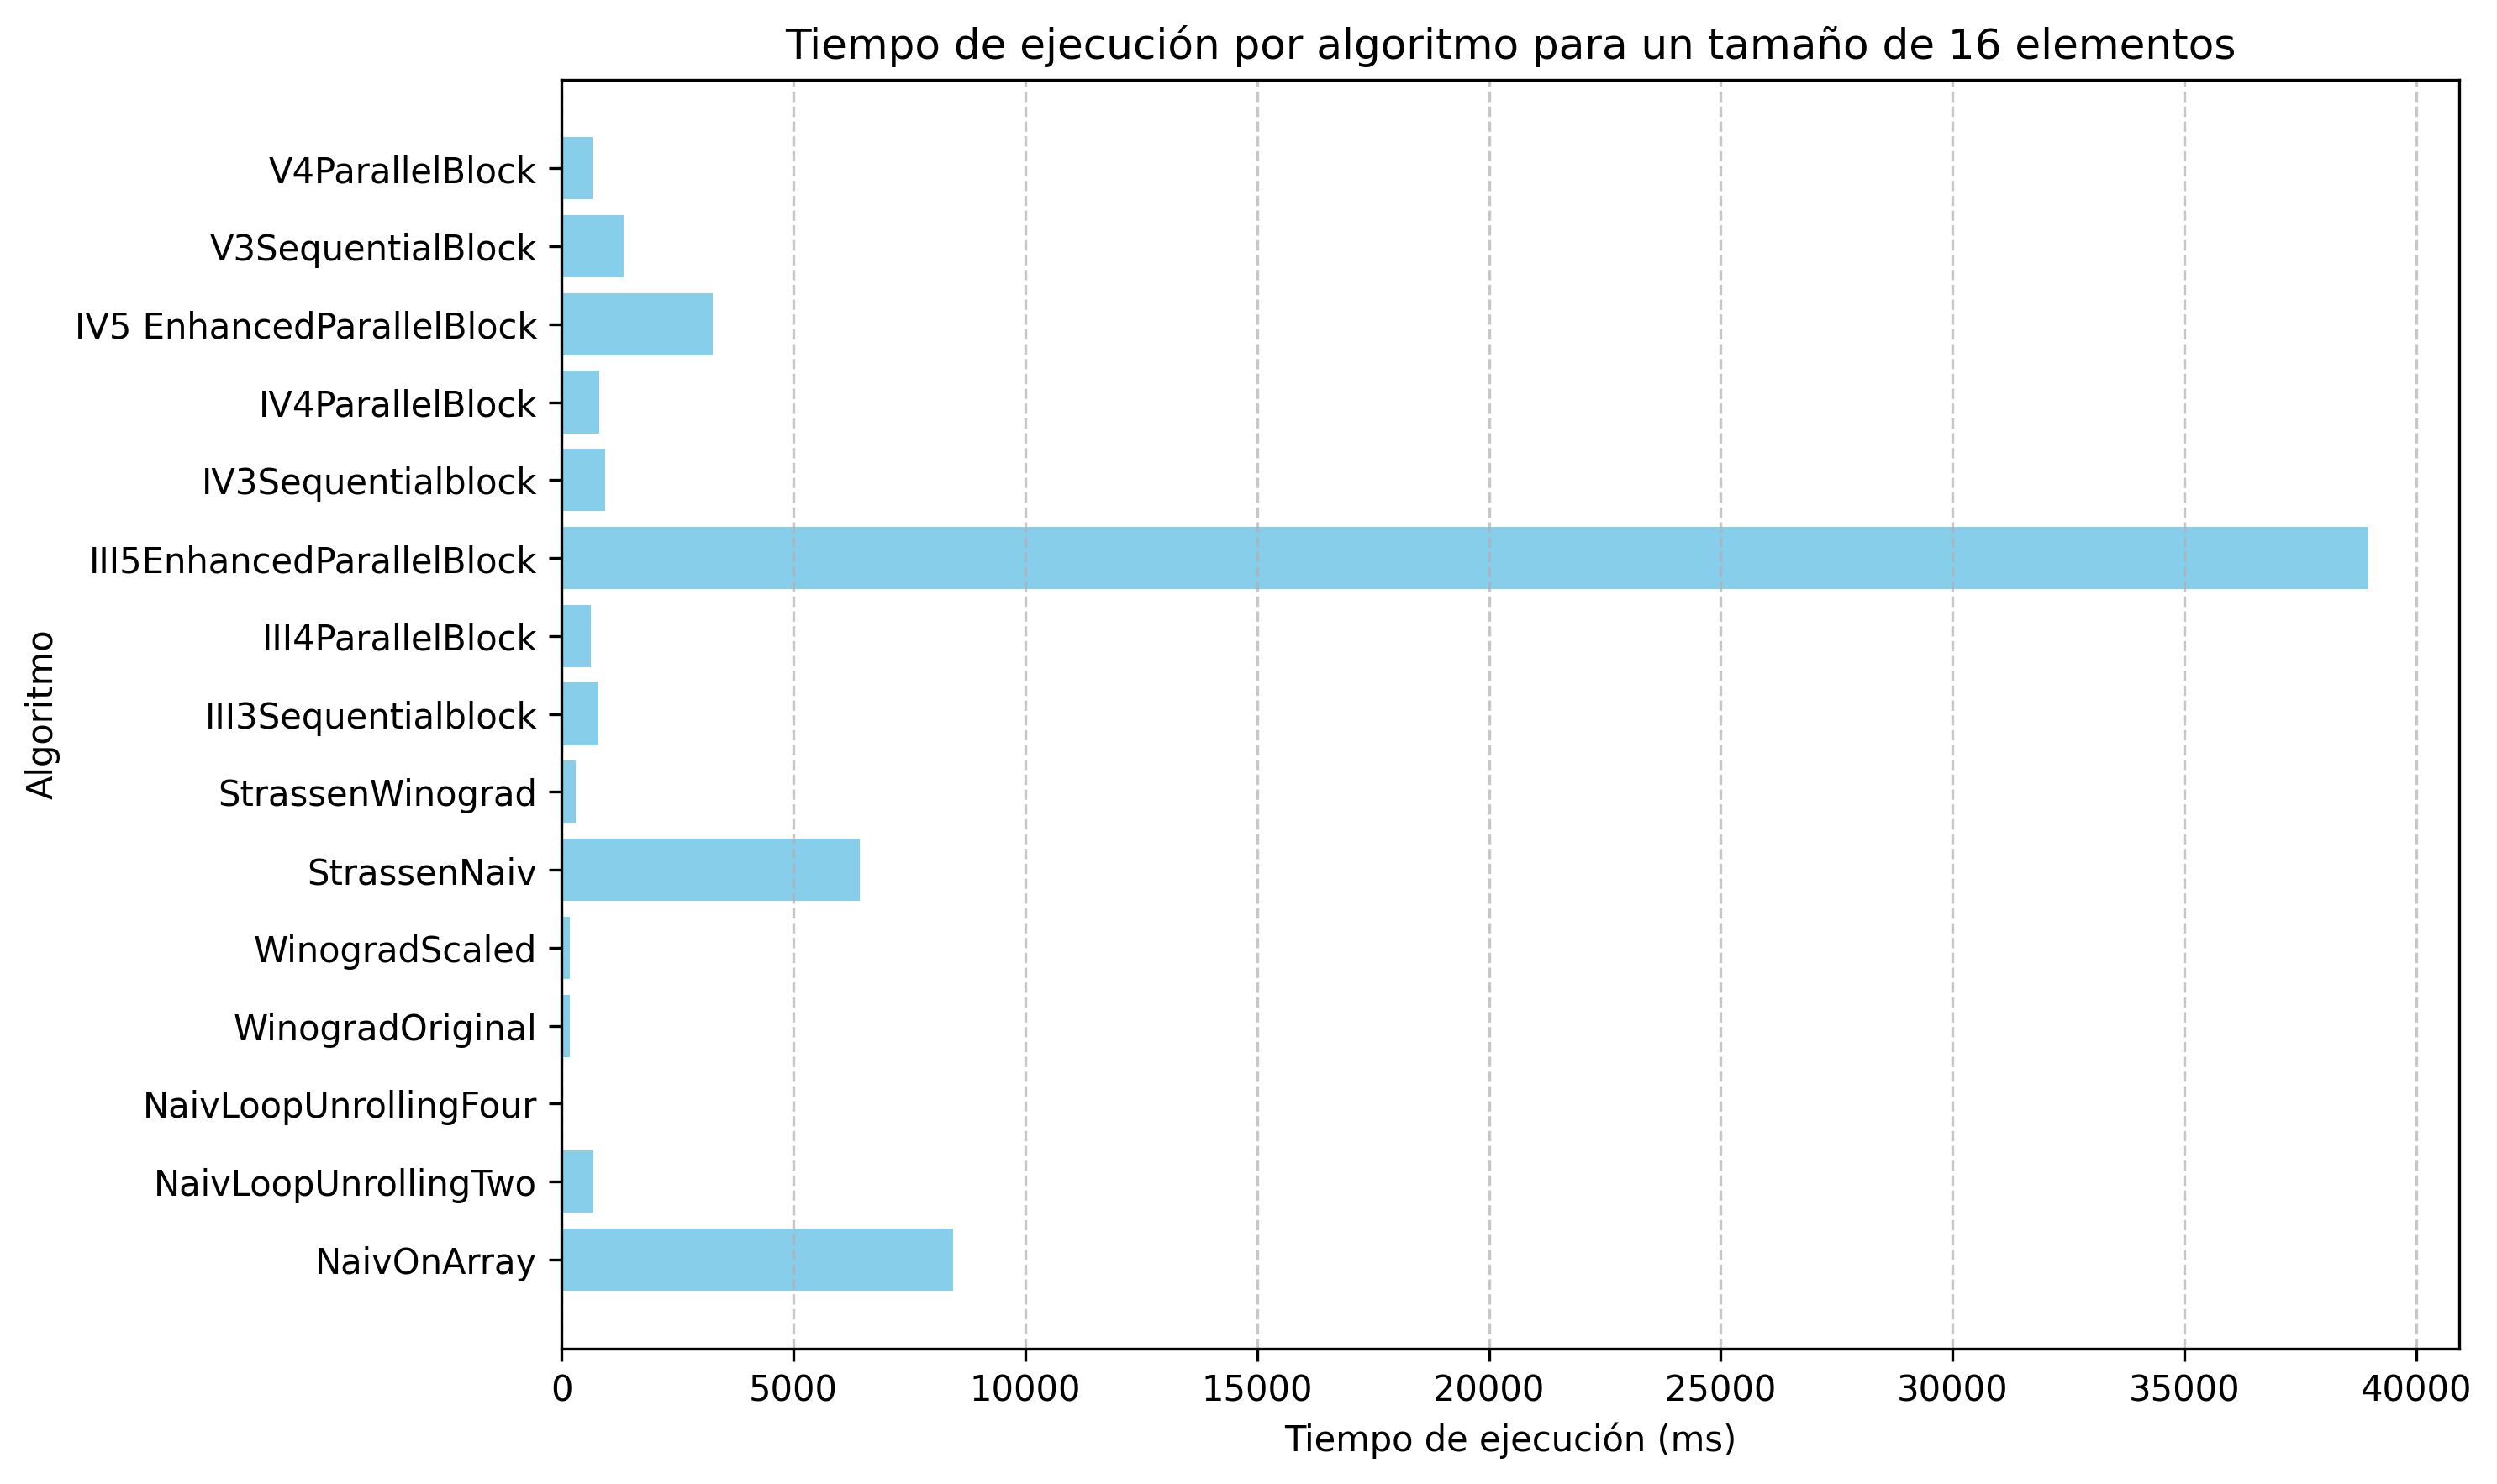 Tiempo de ejecución por algoritmo para un tamaño de 16 elementos
Algoritmo
V4ParallelBlock
V3SequentialBlock
IV5 EnhancedParallelBlock
IV4ParallelBlock
IV3Sequentialblock
III5EnhancedParallelBlock
III4ParallelBlock
III3Sequentialblock
StrassenWinograd
StrassenNaiv
WinogradScaled
WinogradOriginal
NaivLoopUnrollingFour
NaivLoopUnrollingTwo
NaivOnArray
0 5000 10000 15000 20000 25000 30000 35000 40000
Tiempo de ejecución (ms)